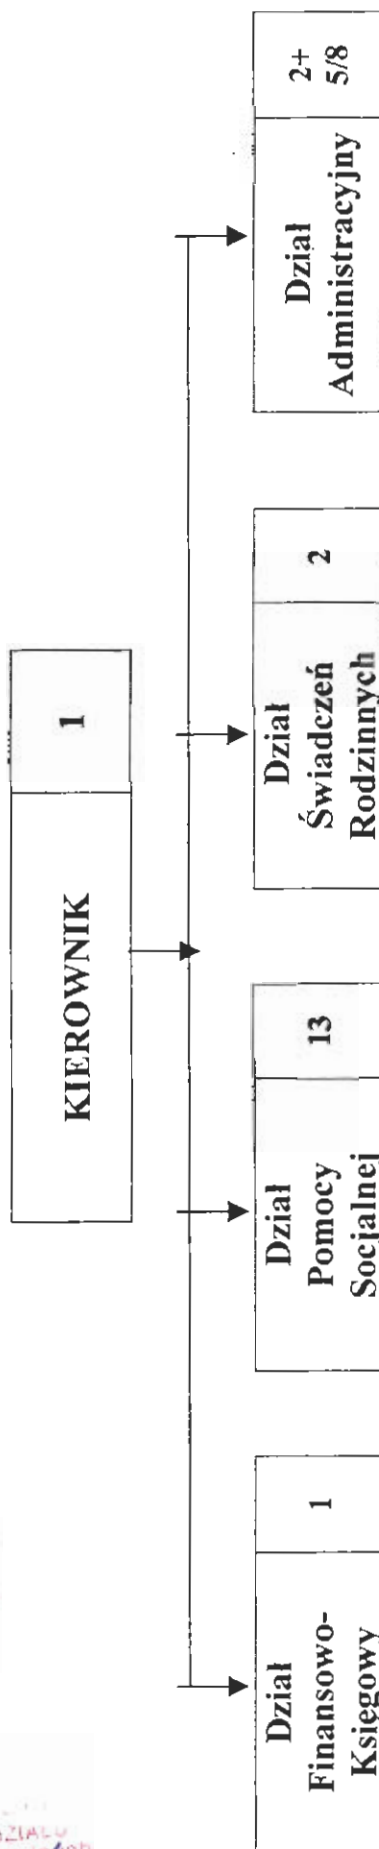 KIEROWNIK
1
Dział
Finansowo-
Księgowy
1
Dział
Pomocy
Socjalnej
13
Dział
Świadczeń
Rodzinnych
2
Dział
Administracyjny
2+
5/8